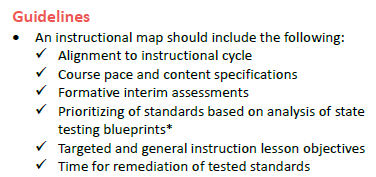 Guidelines
• An instructional map should include the following:
✓ Alignment to instructional cycle
✓ Course pace and content specifications
✓ Formative interim assessments
✓ Prioritizing of standards based on analysis of state
testing blueprints*
✓ Targeted and general instruction lesson objectives
✓ Time for remediation of tested standards